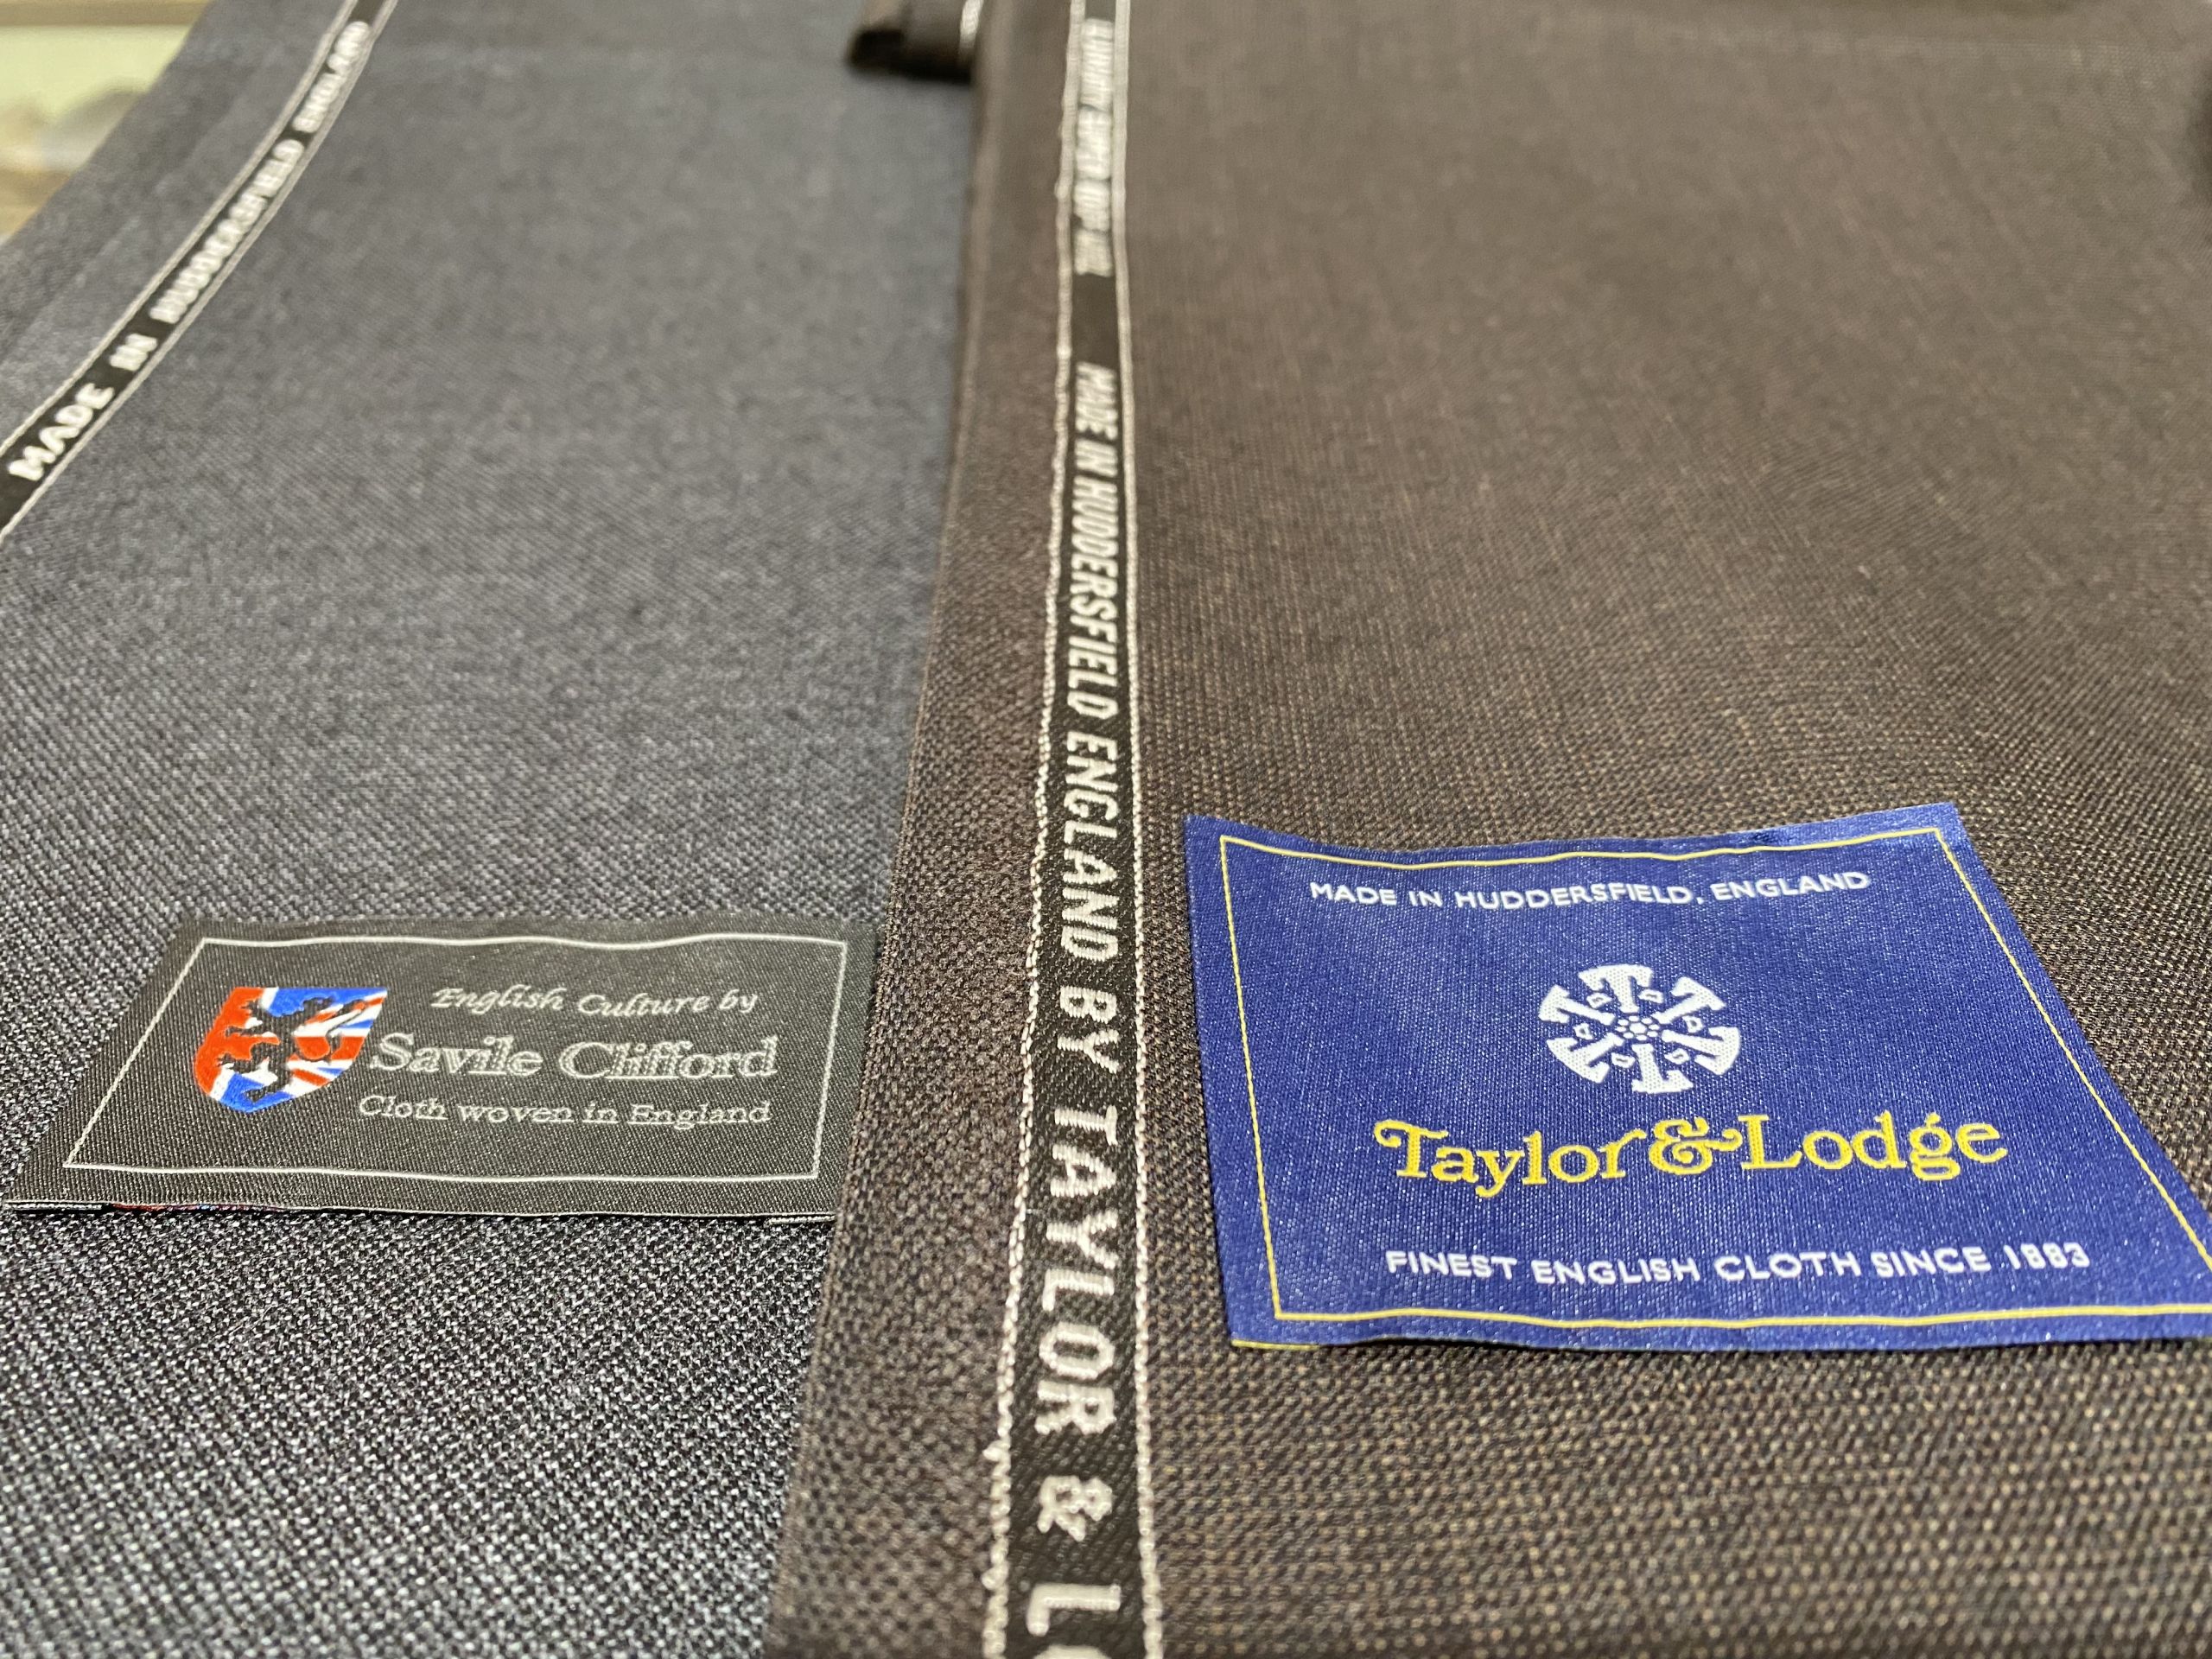 MADE IN HUDDERSFIELD ENGLAND
MADE IN HUDDERSFIELD ENGLAND BY TAYLOR & LO
English Culture by
Savile Clifford
Cloth woven in England
MADE IN HUDDERSFIELD, ENGLAND
Taylor & Lodge
FINEST ENGLISH CLOTH SINCE 1883